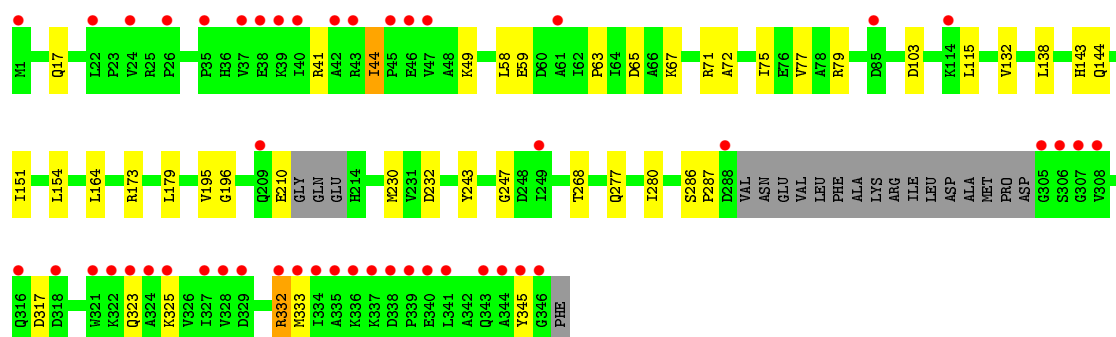 M1 Q17 L22 P23 V24 R25 P26 P35 H36 V37 E38 K39 I40 R41 A42 R43 I44 P45 E46 V47 A48 K49 L58 E59 D60 A61 I62 P63 I64 D65 A66 K67 R71 A72 I75 E76 V77 A78 R79 D85 D103 K114 L115 V132 L138 H143 Q144
I151 L154 L164 R173 L179 V195 G196 Q209 E210 GLY GLN GLU H214 M230 V231 D232 Y243 G247 D248 I249 T268 Q277 I280 S286 P287 D288 VAL ASN GLU VAL LEU PHE ALA LYS ARG ILE LEU ASP ALA MET PRO ASP G305 S306 G307 V308
Q316 D317 D318 W321 K322 Q323 A324 K325 V326 I327 V328 D329 R332 M333 I334 A335 K336 K337 D338 P339 E340 L341 A342 Q343 A344 Y345 G346 PHE